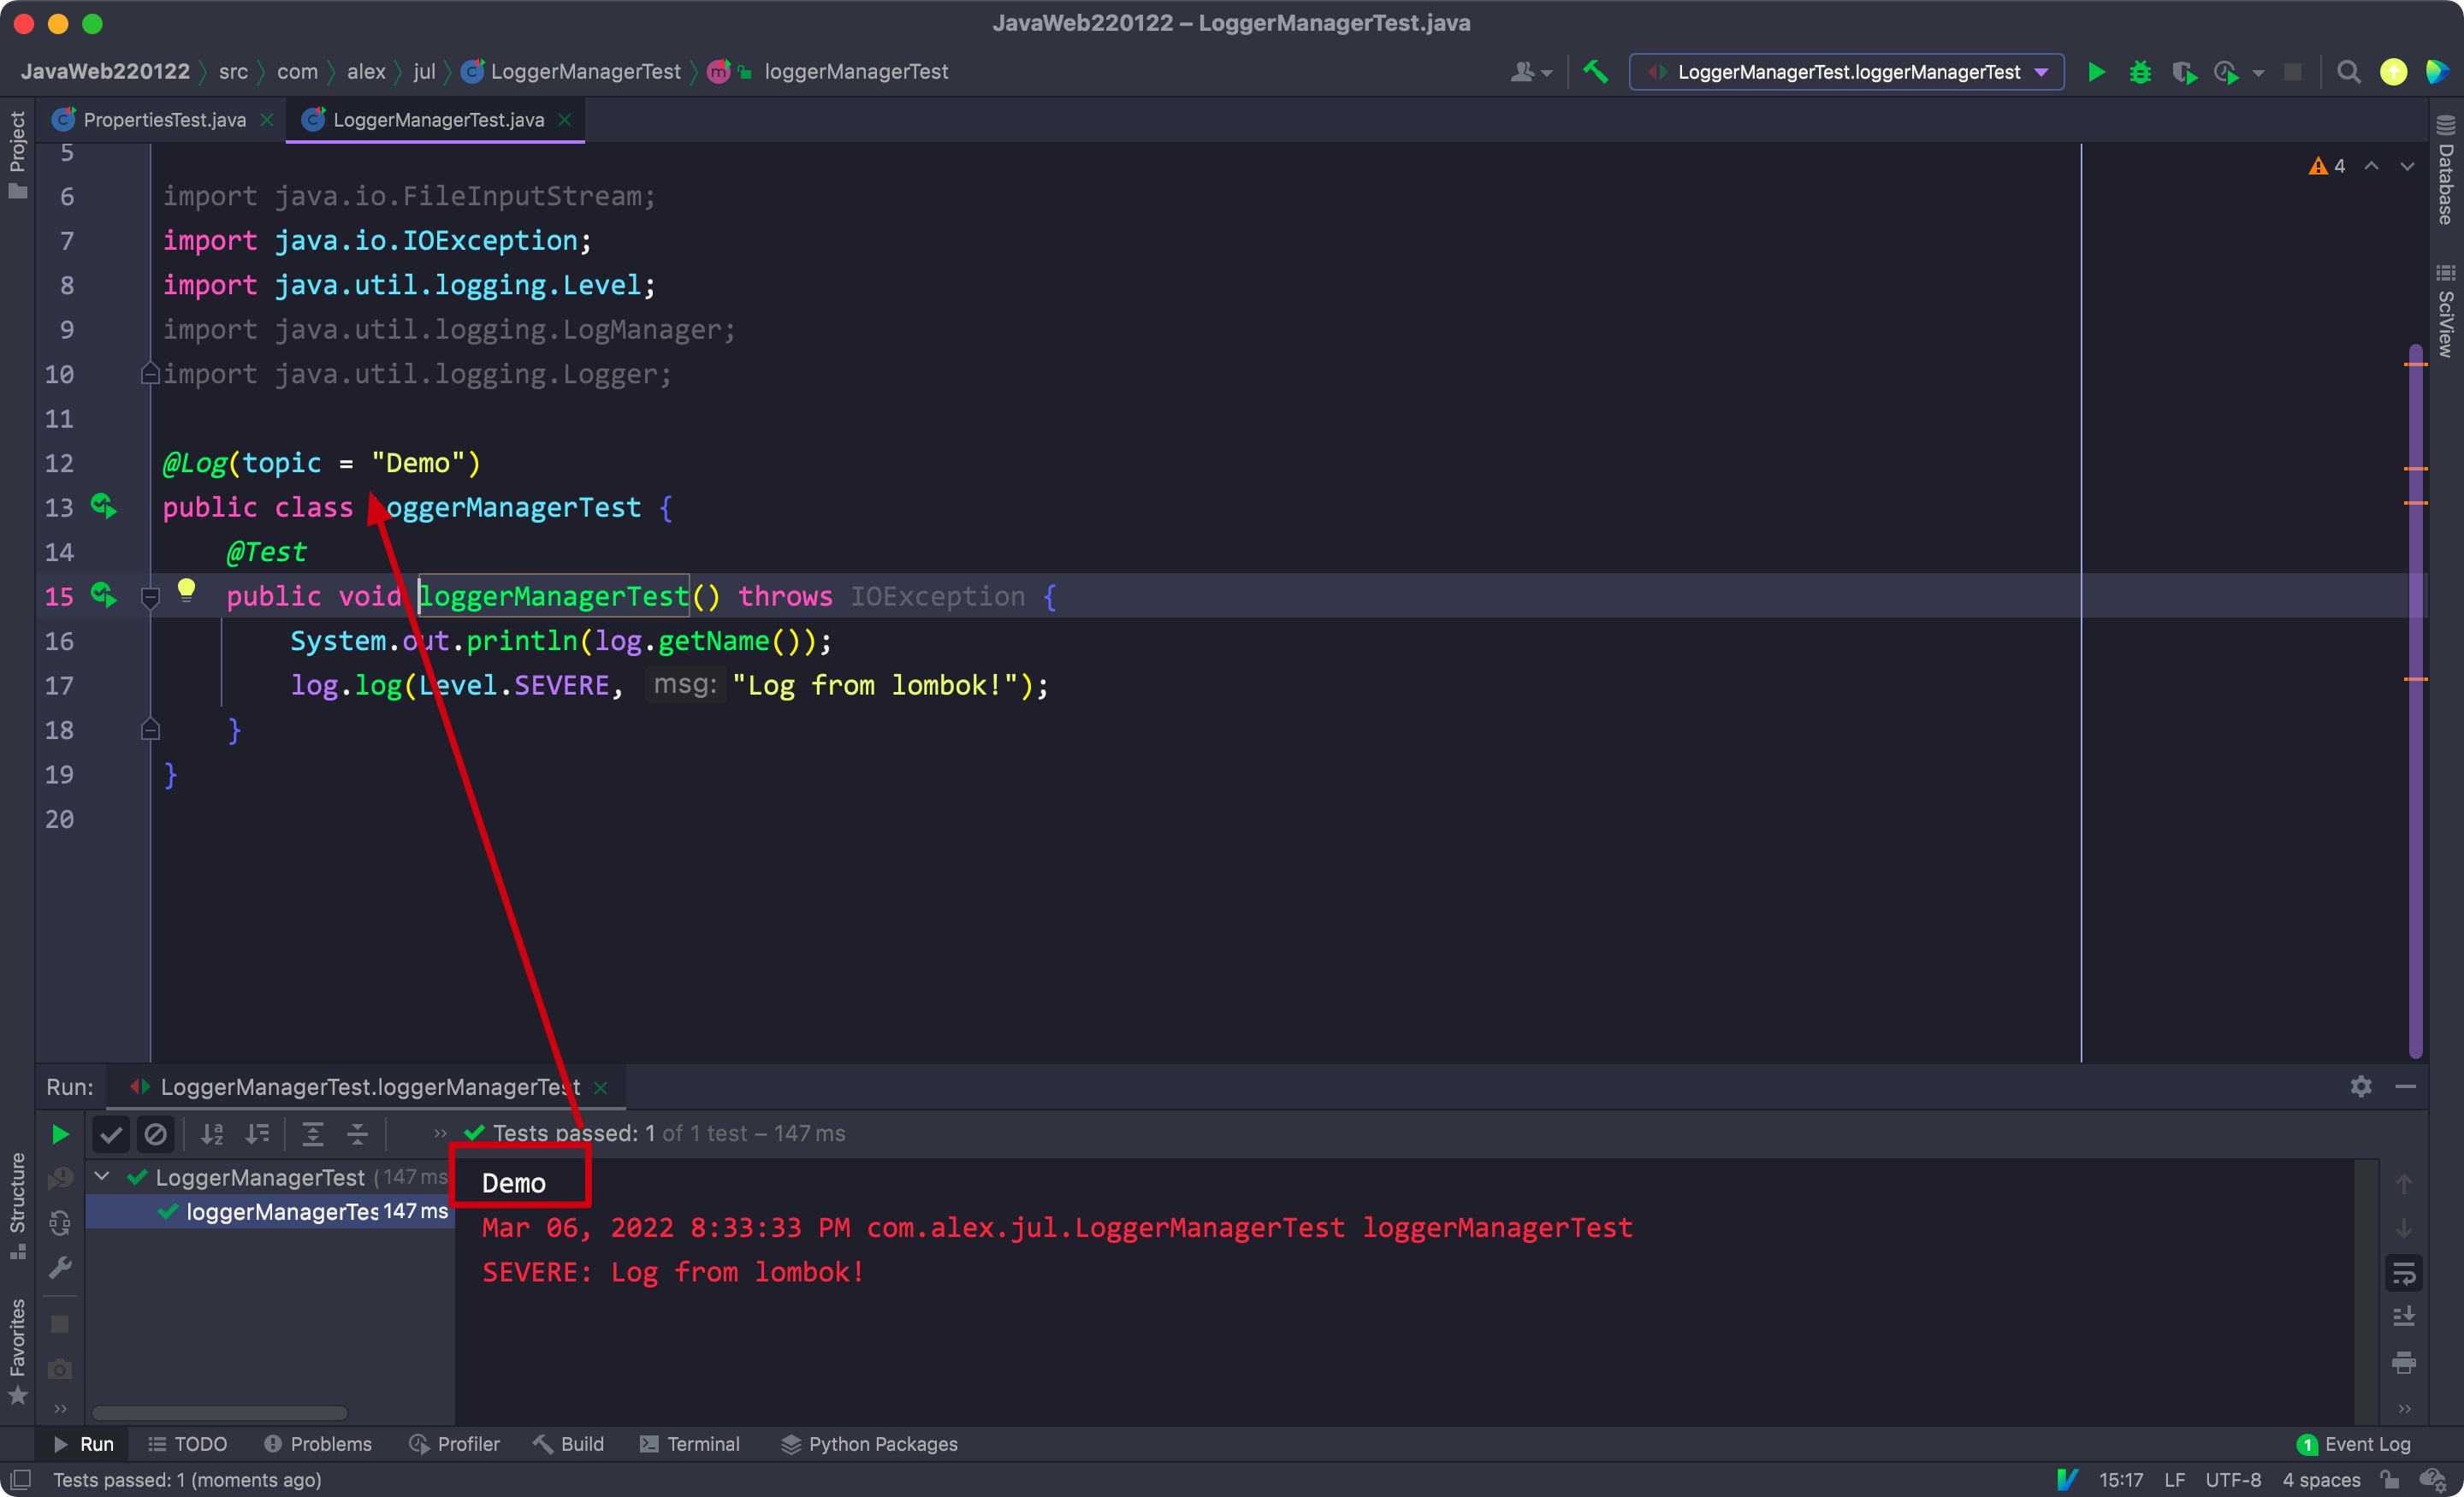 JavaWeb220122 – LoggerManagerTest.java
JavaWeb220122 src com alex jul LoggerManagerTest loggerManagerTest
LoggerManagerTest.loggerManagerTest
PropertiesTest.java LoggerManagerTest.java
Project
Database
SciView
4
5
6 import java.io.FileInputStream;
7 import java.io.IOException;
8 import java.util.logging.Level;
9 import java.util.logging.LogManager;
10 import java.util.logging.Logger;
11
12 @Log(topic = "Demo")
13 public class oggerManagerTest {
14 @Test
15 public void loggerManagerTest() throws IOException {
16 System.out.println(log.getName());
17 log.log(Level.SEVERE, msg: "Log from lombok!");
18 }
19 }
20
Run: LoggerManagerTest.loggerManagerTest
Tests passed: 1 of 1 test – 147 ms
LoggerManagerTest (147 ms
loggerManagerTes 147 ms
Demo
Mar 06, 2022 8:33:33 PM com.alex.jul.LoggerManagerTest loggerManagerTest
SEVERE: Log from lombok!
Structure
Favorites
Run TODO Problems Profiler Build Terminal Python Packages
1 Event Log
Tests passed: 1 (moments ago)
15:17 LF UTF-8 4 spaces